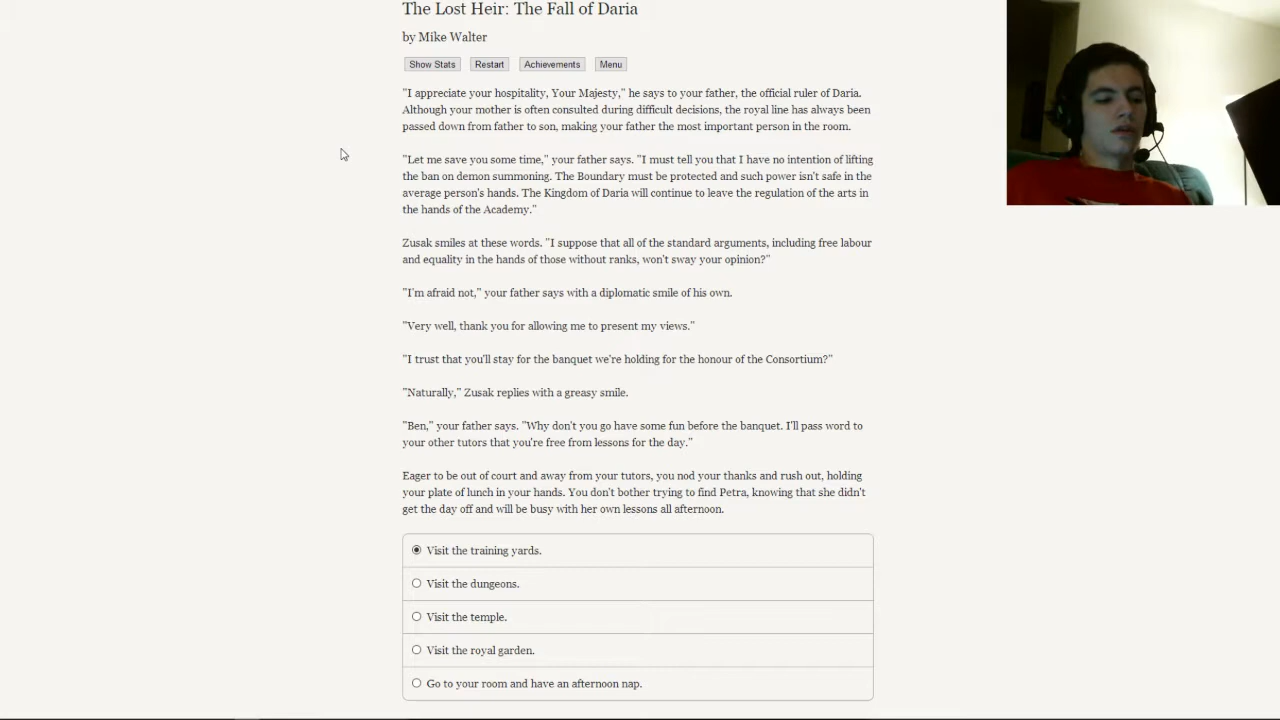 The Lost Heir: The Fall of Daria
by Mike Walter
Show Stats Restart Achievements Menu
"I appreciate your hospitality, Your Majesty," he says to your father, the official ruler of Daria.
Although your mother is often consulted during difficult decisions, the royal line has always been
passed down from father to son, making your father the most important person in the room.
"Let me save you some time," your father says. "I must tell you that I have no intention of lifting
the ban on demon summoning. The Boundary must be protected and such power isn't safe in the
average person's hands. The Kingdom of Daria will continue to leave the regulation of the arts in
the hands of the Academy."
Zusak smiles at these words. "I suppose that all of the standard arguments, including free labour
and equality in the hands of those without ranks, won't sway your opinion?"
"I'm afraid not," your father says with a diplomatic smile of his own.
"Very well, thank you for allowing me to present my views."
"I trust that you'll stay for the banquet we're holding for the honour of the Consortium?"
"Naturally," Zusak replies with a greasy smile.
"Ben," your father says. "Why don't you go have some fun before the banquet. I'll pass word to
your other tutors that you're free from lessons for the day."
Eager to be out of court and away from your tutors, you nod your thanks and rush out, holding
your plate of lunch in your hands. You don't bother trying to find Petra, knowing that she didn't
get the day off and will be busy with her own lessons all afternoon.
Visit the training yards.
Visit the dungeons.
Visit the temple.
Visit the royal garden.
Go to your room and have an afternoon nap.